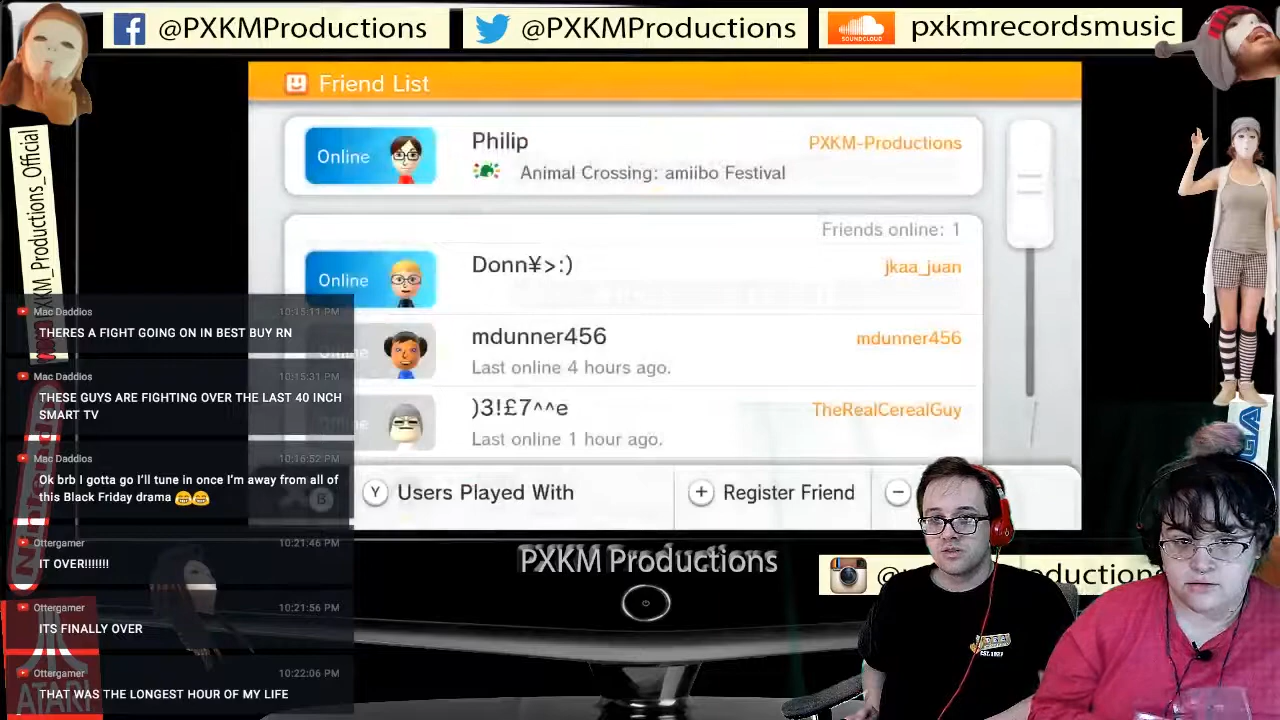 @PXKMProductions
@PXKMProductions
SOUNDCLOUD
pxkmrecordsmusic
PXKM_Productions_Official
Friend List
Online
Philip
PXKM-Productions
Animal Crossing: amiibo Festival
Friends online: 1
Online
Donn¥>:)
jkaa_juan
mdunner456
mdunner456
Last online 4 hours ago.
)3!£7^^e
TheRealCerealGuy
Last online 1 hour ago.
B
Y Users Played With
+ Register Friend
−
Mac Daddios 10:15:11 PM
THERES A FIGHT GOING ON IN BEST BUY RN
Mac Daddios 10:15:31 PM
THESE GUYS ARE FIGHTING OVER THE LAST 40 INCH
SMART TV
Mac Daddios 10:16:52 PM
Ok brb I gotta go I'll tune in once I'm away from all of
this Black Friday drama 😂😂
Ottergamer 10:21:46 PM
IT OVER!!!!!!!
Ottergamer 10:21:56 PM
ITS FINALLY OVER
Ottergamer 10:22:06 PM
THAT WAS THE LONGEST HOUR OF MY LIFE
ATARI
PXKM Productions